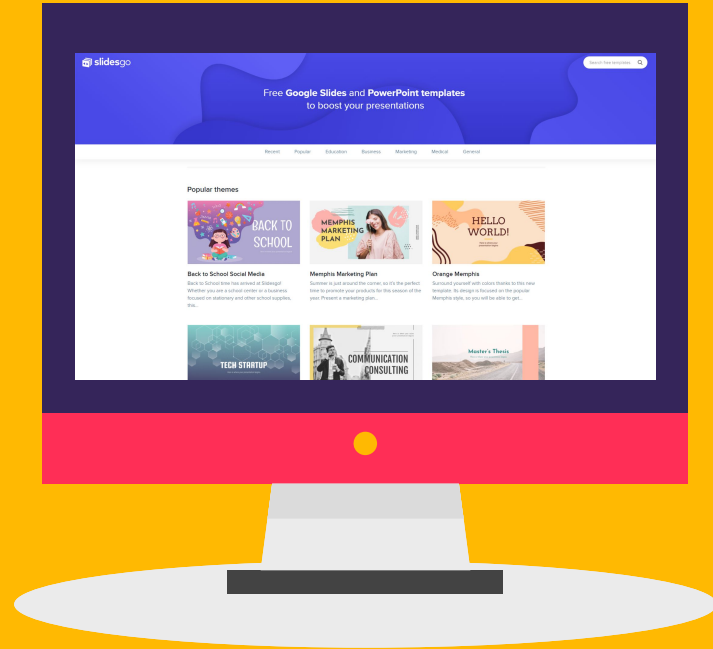 slidesgo
Search free templates
Free Google Slides and PowerPoint templates
to boost your presentations
Recent Popular Education Business Marketing Medical General
Popular themes
BACK TO
SCHOOL
MEMPHIS
MARKETING
PLAN
HELLO
WORLD!
Back to School Social Media
Back to School time has arrived at Slidesgo!
Whether you are a school center or a business
focused on stationary and other school supplies,
this...
Memphis Marketing Plan
Summer is just around the corner, so it's the perfect
time to promote your products for this season of the
year. Present a marketing plan...
Orange Memphis
Surround yourself with colors thanks to this new
template. Its design is focused on the popular
Memphis style, so you will be able to get...
TECH STARTUP
COMMUNICATION
CONSULTING
Master's Thesis